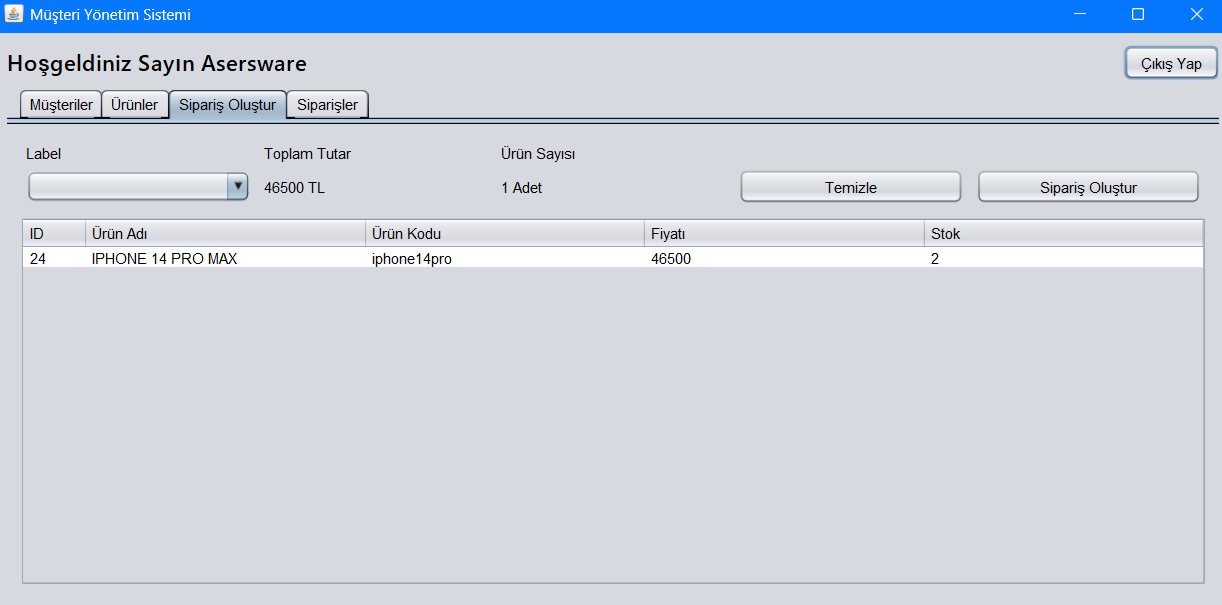 Müşteri Yönetim Sistemi
Hoşgeldiniz Sayın Asersware
Çıkış Yap
Müşteriler Ürünler Sipariş Oluştur Siparişler
Label Toplam Tutar Ürün Sayısı
46500 TL 1 Adet Temizle Sipariş Oluştur
ID Ürün Adı Ürün Kodu Fiyatı Stok
24 IPHONE 14 PRO MAX iphone14pro 46500 2